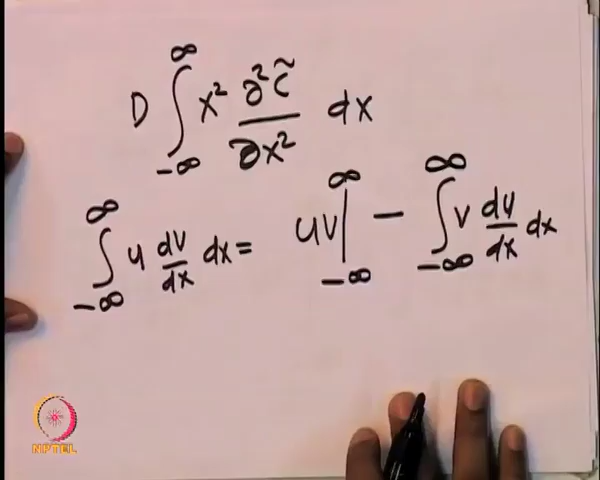 D ∫_{-∞}^{∞} x² ∂²c̃/∂x² dx
∫_{-∞}^{∞} u dv/dx dx = uv|_{-∞}^{∞} - ∫_{-∞}^{∞} v du/dx dx
NPTEL